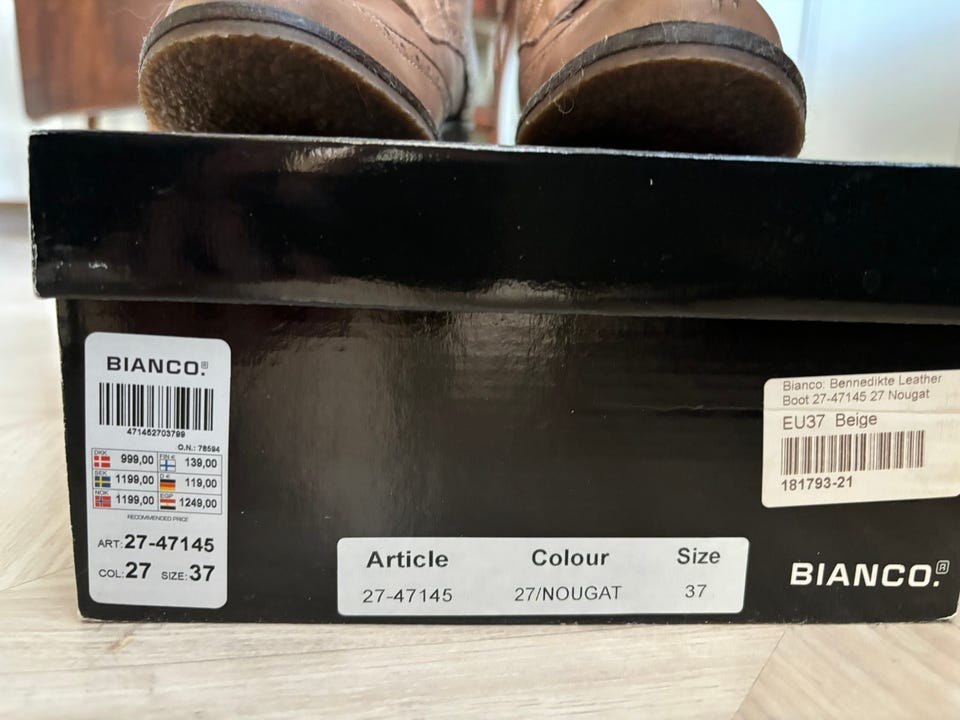 BIANCO.®
471452703799
O.N.: 78594
DKK 999,00 FIN € 139,00
SEK 1199,00 D € 119,00
NOK 1199,00 EGP 1249,00
RECOMMENDED PRICE
ART: 27-47145
COL: 27 SIZE: 37
Article Colour Size
27-47145 27/NOUGAT 37
Bianco: Bennedikte Leather
Boot 27-47145 27 Nougat
EU37 Beige
181793-21
BIANCO.®